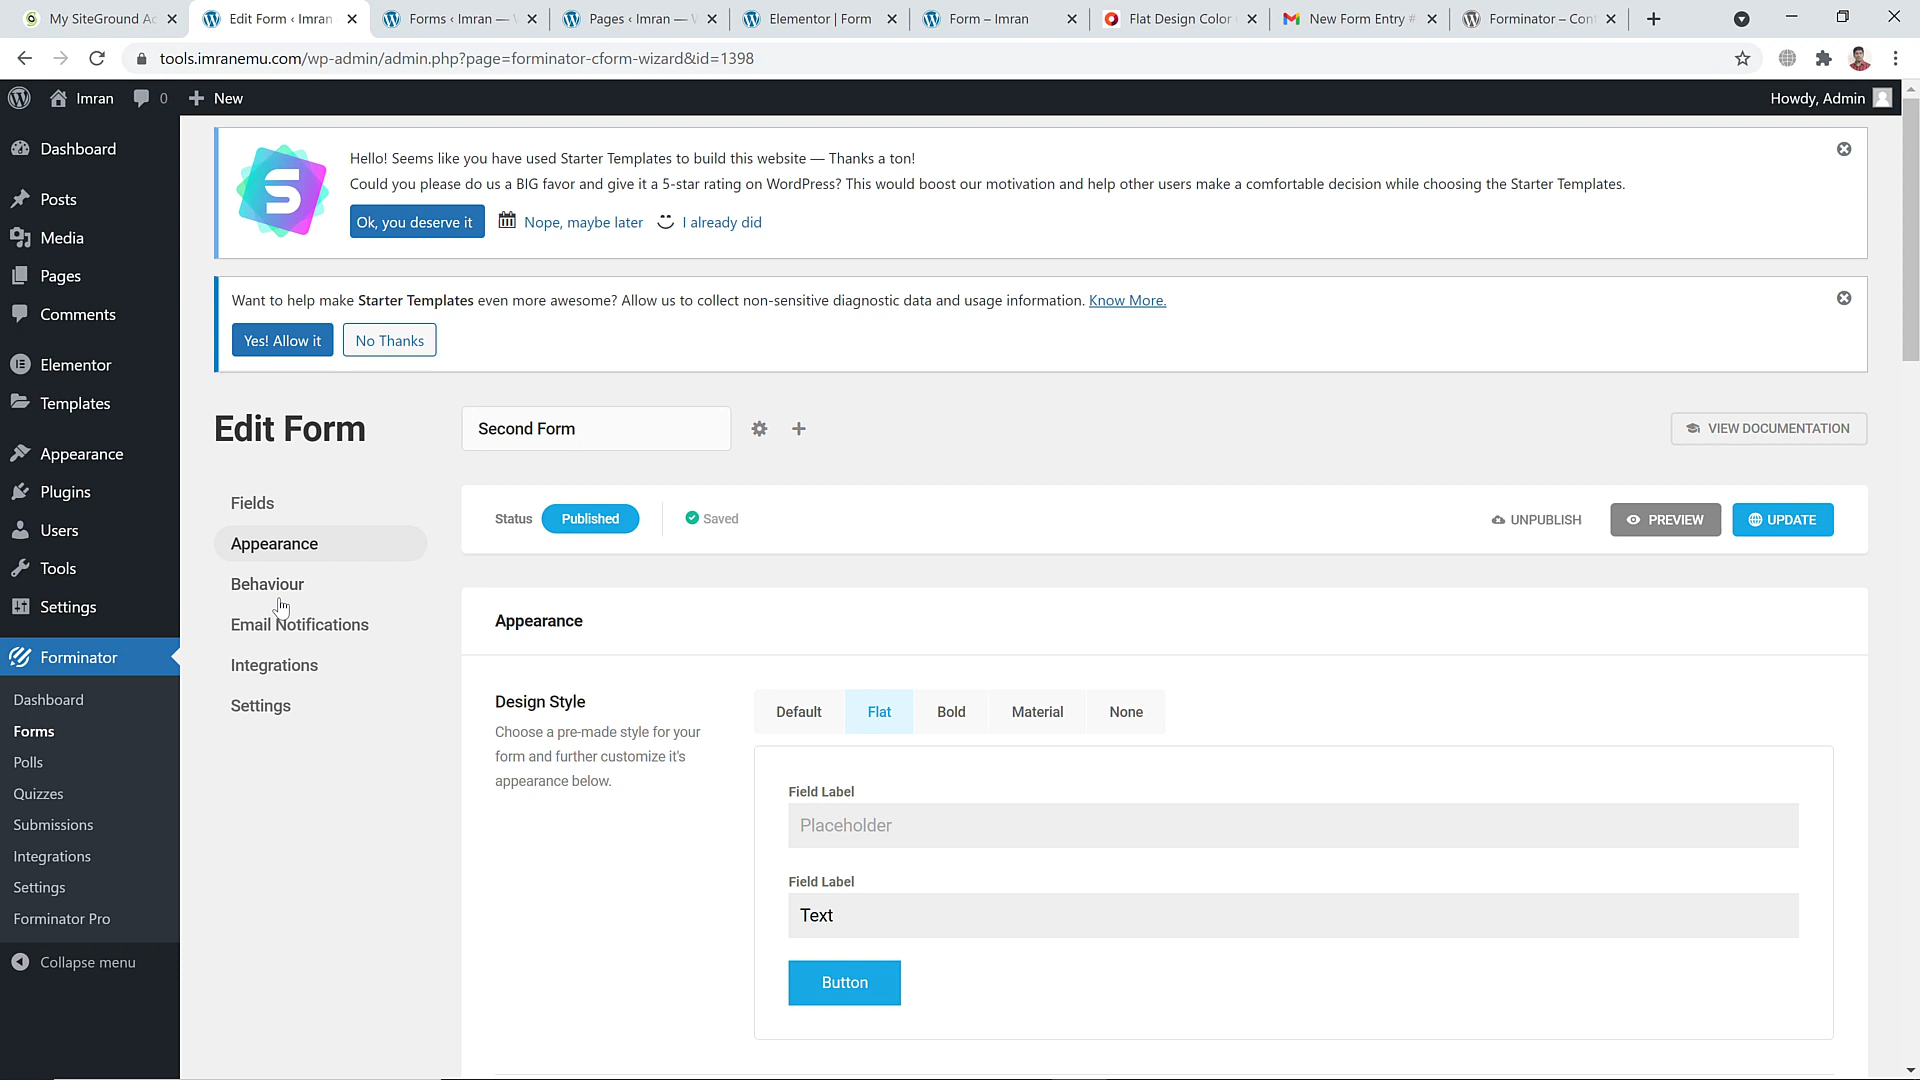 My SiteGround Ac
Edit Form ‹ Imran
Forms ‹ Imran —
Pages ‹ Imran —
Elementor | Form
Form – Imran
Flat Design Color
New Form Entry #
Forminator – Con
tools.imranemu.com/wp-admin/admin.php?page=forminator-cform-wizard&id=1398
Imran
0
New
Howdy, Admin
Dashboard
Posts
Media
Pages
Comments
Elementor
Templates
Appearance
Plugins
Users
Tools
Settings
Forminator
Dashboard
Forms
Polls
Quizzes
Submissions
Integrations
Settings
Forminator Pro
Collapse menu
Hello! Seems like you have used Starter Templates to build this website — Thanks a ton!
Could you please do us a BIG favor and give it a 5-star rating on WordPress? This would boost our motivation and help other users make a comfortable decision while choosing the Starter Templates.
Ok, you deserve it
Nope, maybe later
I already did
Want to help make Starter Templates even more awesome? Allow us to collect non-sensitive diagnostic data and usage information. Know More.
Yes! Allow it
No Thanks
Edit Form
Second Form
VIEW DOCUMENTATION
Fields
Appearance
Behaviour
Email Notifications
Integrations
Settings
Status
Published
Saved
UNPUBLISH
PREVIEW
UPDATE
Appearance
Design Style
Choose a pre-made style for your
form and further customize it's
appearance below.
Default
Flat
Bold
Material
None
Field Label
Placeholder
Field Label
Text
Button